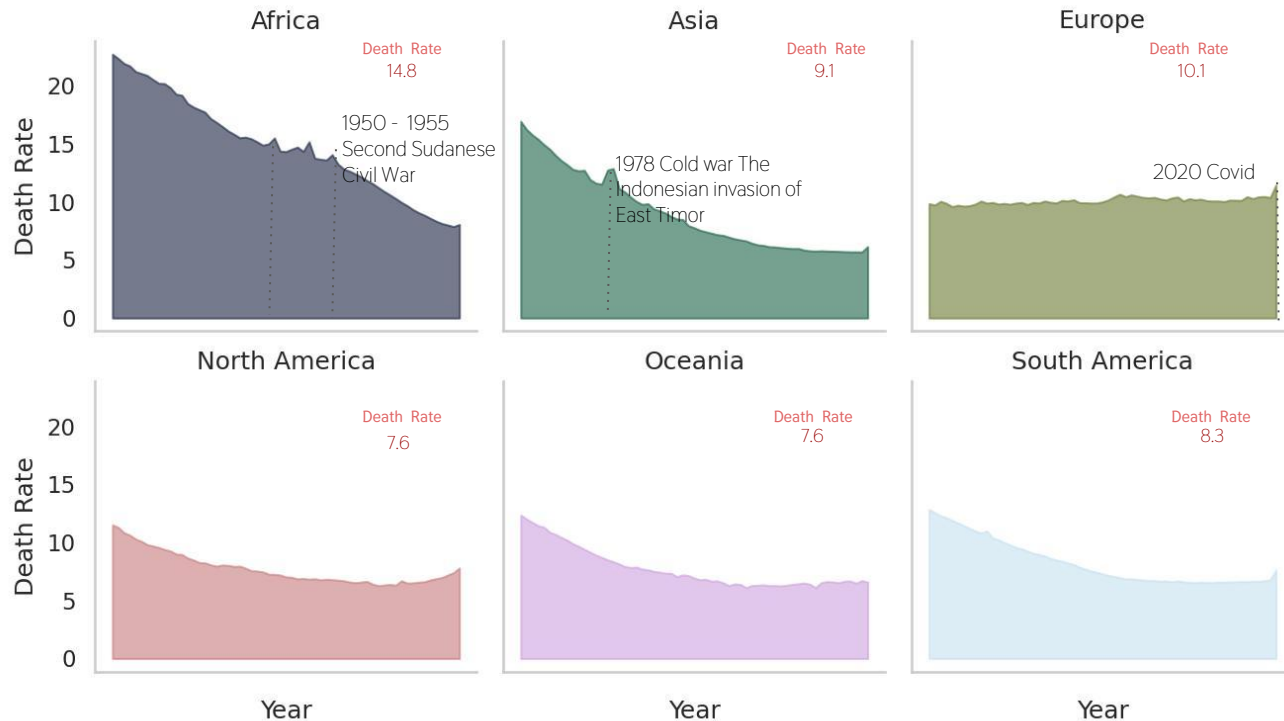 Africa
Death Rate
14.8
1950 - 1955
Second Sudanese
Civil War
Death Rate
20
15
10
5
0
Asia
Death Rate
9.1
1978 Cold war The
Indonesian invasion of
East Timor
Europe
Death Rate
10.1
2020 Covid
North America
Death Rate
7.6
Death Rate
20
15
10
5
0
Year
Oceania
Death Rate
7.6
Year
South America
Death Rate
8.3
Year